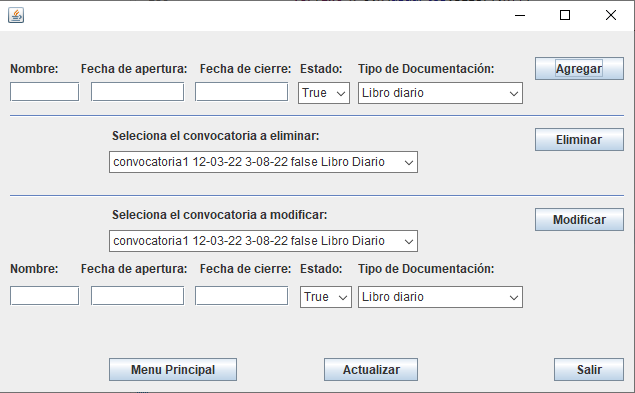 Nombre: Fecha de apertura: Fecha de cierre: Estado: Tipo de Documentación: Agregar
True Libro diario
Seleciona el convocatoria a eliminar: Eliminar
convocatoria1 12-03-22 3-08-22 false Libro Diario
Seleciona el convocatoria a modificar: Modificar
convocatoria1 12-03-22 3-08-22 false Libro Diario
Nombre: Fecha de apertura: Fecha de cierre: Estado: Tipo de Documentación:
True Libro diario
Menu Principal Actualizar Salir